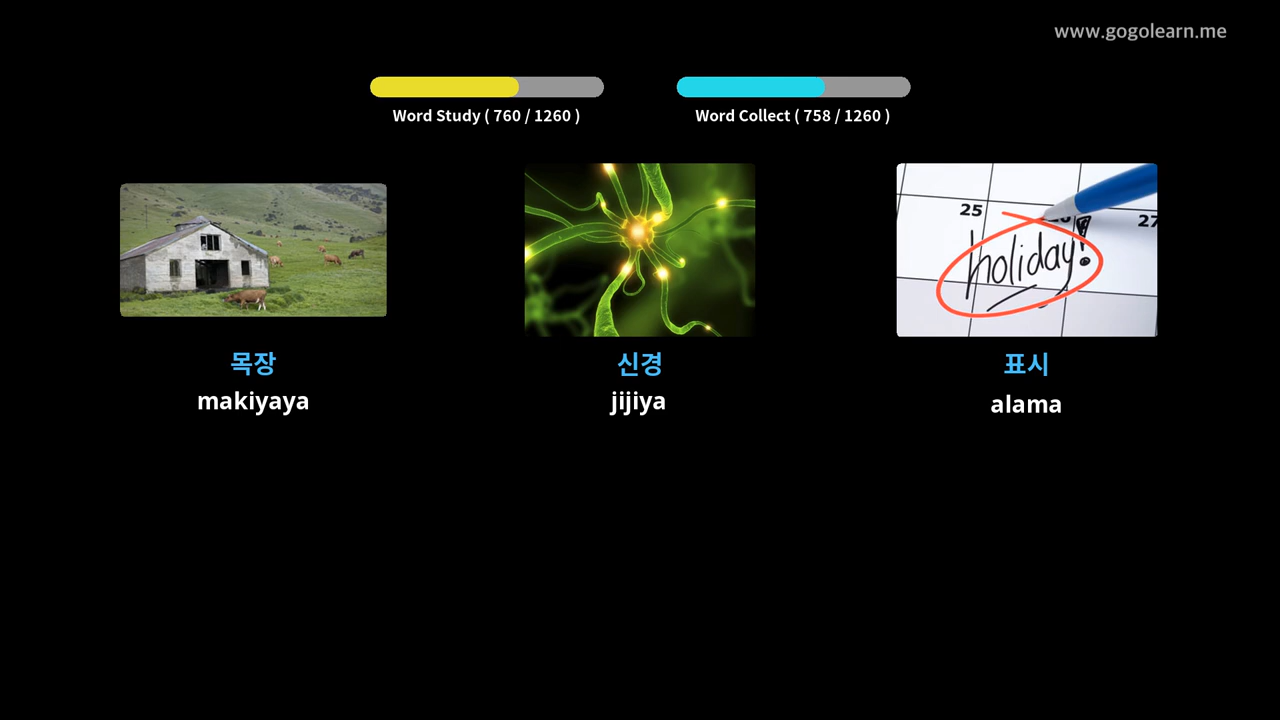 www.gogolearn.me
Word Study ( 760 / 1260 )
Word Collect ( 758 / 1260 )
25
27
holiday!
목장
신경
표시
makiyaya
jijiya
alama